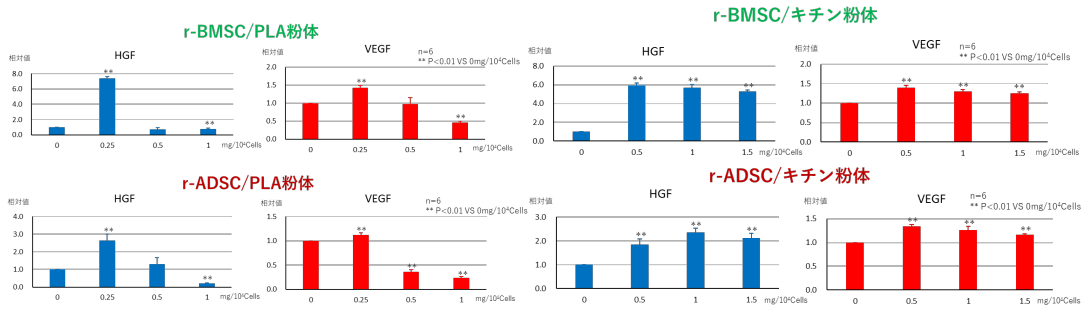 r-BMSC/PLA粉体
相対値
HGF
8.0
6.0
4.0
2.0
0.0
**
**
0
0.25
0.5
1
mg/10⁴Cells
相対値
VEGF
n=6
** P<0.01 VS 0mg/10⁴Cells
2.0
1.5
1.0
0.5
0.0
**
**
0
0.25
0.5
1
mg/10⁴Cells
r-BMSC/キチン粉体
相対値
HGF
8.0
6.0
4.0
2.0
0.0
**
**
**
0
0.5
1
1.5
mg/10⁴Cells
相対値
VEGF
n=6
** P<0.01 VS 0mg/10⁴Cells
2.0
1.5
1.0
0.5
0.0
**
**
**
0
0.5
1
1.5
mg/10⁴Cells
r-ADSC/PLA粉体
相対値
HGF
4.0
3.0
2.0
1.0
0.0
**
**
0
0.25
0.5
1
mg/10⁴Cells
相対値
VEGF
n=6
** P<0.01 VS 0mg/10⁴Cells
1.5
1.0
0.5
0.0
**
**
**
0
0.25
0.5
1
mg/10⁴Cells
r-ADSC/キチン粉体
相対値
HGF
3.0
2.0
1.0
0.0
**
**
**
0
0.5
1
1.5
mg/10⁴Cells
相対値
VEGF
n=6
** P<0.01 VS 0mg/10⁴Cells
1.5
1.0
0.5
0.0
**
**
**
0
0.5
1
1.5
mg/10⁴Cells